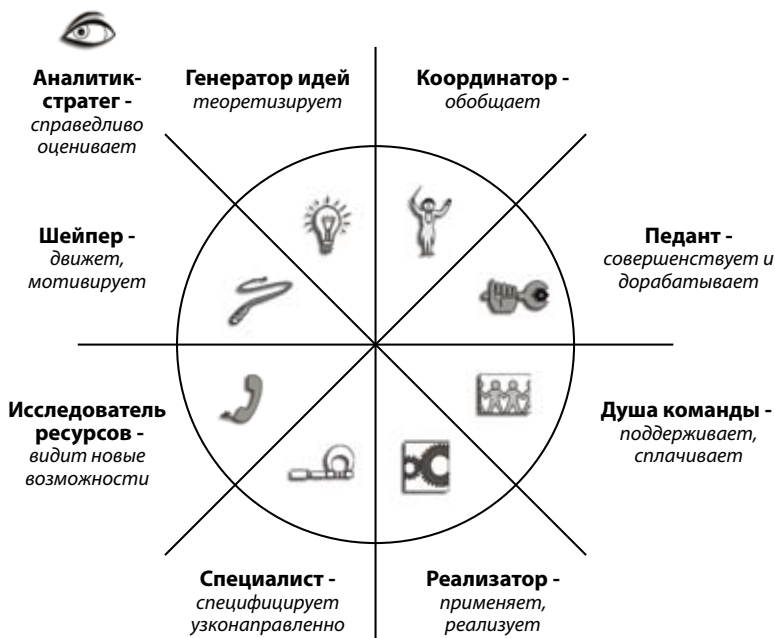 Аналитик-
стратег -
справедливо
оценивает
Генератор идей
теоретизирует
Координатор -
обобщает
Шейпер -
движет,
мотивирует
Педант -
совершенствует и
дорабатывает
Исследователь
ресурсов -
видит новые
возможности
Душа команды -
поддерживает,
сплачивает
Специалист -
специфицирует
узконаправленно
Реализатор -
применяет,
реализует